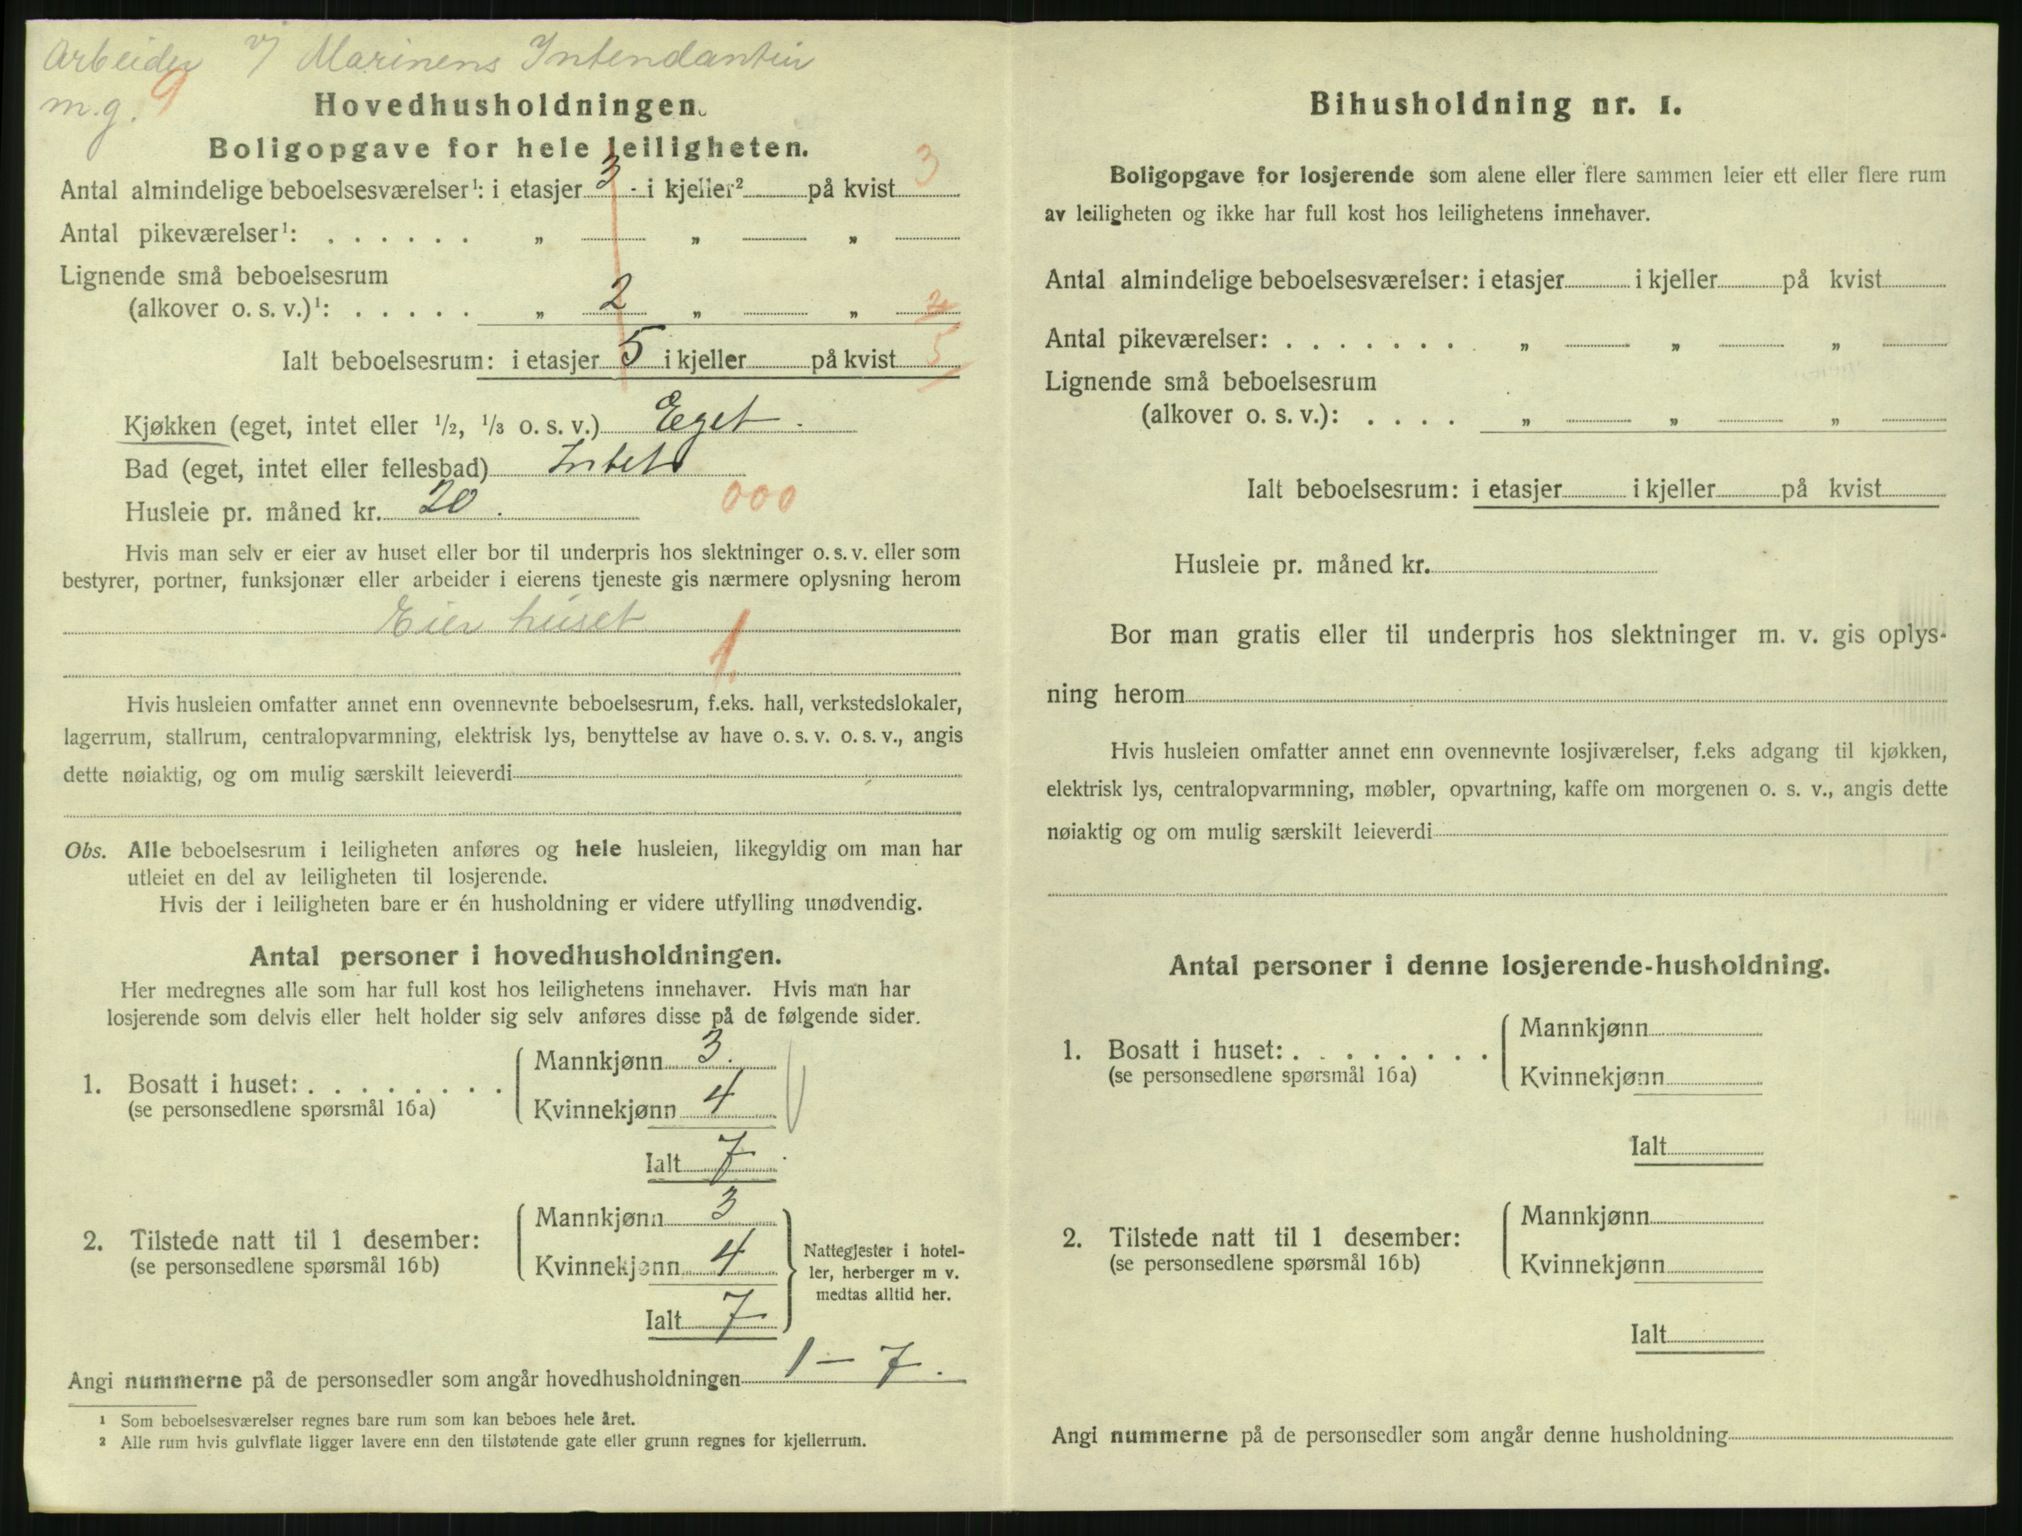 Arbeider v/ Marinens Intendantur
m.g. 9
Hovedhusholdningen.
Boligopgave for hele leiligheten.
Antal almindelige beboelsesværelser¹: i etasjer 3 i kjeller² på kvist 3
Antal pikeværelser¹: . . . . . . „ „ „
Lignende små beboelsesrum
(alkover o. s. v.)¹: . . . . . „ 2 „ „ 2
Ialt beboelsesrum: i etasjer 5 i kjeller på kvist 5
Kjøkken (eget, intet eller 1/2, 1/3 o. s. v.) Eget.
Bad (eget, intet eller fellesbad) Intet
Husleie pr. måned kr. 20. 000
Hvis man selv er eier av huset eller bor til underpris hos slektninger o. s. v. eller som
bestyrer, portner, funksjonær eller arbeider i eierens tjeneste gis nærmere oplysning herom
Eier huset
1.
Hvis husleien omfatter annet enn ovennevnte beboelsesrum, f.eks. hall, verkstedslokaler,
lagerrum, stallrum, centralopvarmning, elektrisk lys, benyttelse av have o. s. v. o. s. v., angis
dette nøiaktig, og om mulig særskilt leieverdi
Obs. Alle beboelsesrum i leiligheten anføres og hele husleien, likegyldig om man har
utleiet en del av leiligheten til losjerende.
Hvis der i leiligheten bare er én husholdning er videre utfylling unødvendig.
Antal personer i hovedhusholdningen.
Her medregnes alle som har full kost hos leilighetens innehaver. Hvis man har
losjerende som delvis eller helt holder sig selv anføres disse på de følgende sider.
Mannkjønn 3.
1. Bosatt i huset: . . . . . . . .
(se personsedlene spørsmål 16a)
Kvinnekjønn 4
Ialt 7
Mannkjønn 3
2. Tilstede natt til 1 desember:
(se personsedlene spørsmål 16b)
Kvinnekjønn 4
Ialt 7
Nattegjester i hotel-
ler, herberger m v.
medtas alltid her.
Angi nummerne på de personsedler som angår hovedhusholdningen 1 – 7.
¹ Som beboelsesværelser regnes bare rum som kan beboes hele året.
² Alle rum hvis gulvflate ligger lavere enn den tilstøtende gate eller grunn regnes for kjellerrum.
Bihusholdning nr. 1.
Boligopgave for losjerende som alene eller flere sammen leier ett eller flere rum
av leiligheten og ikke har full kost hos leilighetens innehaver.
Antal almindelige beboelsesværelser: i etasjer i kjeller på kvist
Antal pikeværelser: . . . . . . . „ „ „
Lignende små beboelsesrum
(alkover o. s. v.): . . . . „ „ „
Ialt beboelsesrum: i etasjer i kjeller på kvist
Husleie pr. måned kr.
Bor man gratis eller til underpris hos slektninger m. v. gis oplys-
ning herom
Hvis husleien omfatter annet enn ovennevnte losjiværelser, f.eks adgang til kjøkken,
elektrisk lys, centralopvarmning, møbler, opvartning, kaffe om morgenen o. s. v., angis dette
nøiaktig og om mulig særskilt leieverdi
Antal personer i denne losjerende-husholdning.
Mannkjønn
1. Bosatt i huset: . . . . . . . .
(se personsedlene spørsmål 16a)
Kvinnekjønn
Ialt
Mannkjønn
2. Tilstede natt til 1 desember:
(se personsedlene spørsmål 16b)
Kvinnekjønn
Ialt
Angi nummerne på de personsedler som angår denne husholdning